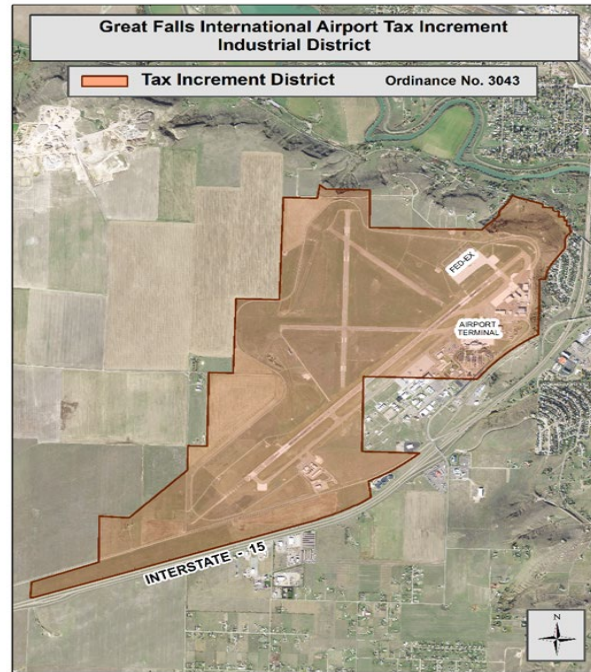 Great Falls International Airport Tax Increment
Industrial District
Tax Increment District
Ordinance No. 3043
FED-EX
AIRPORT
TERMINAL
INTERSTATE - 15
N